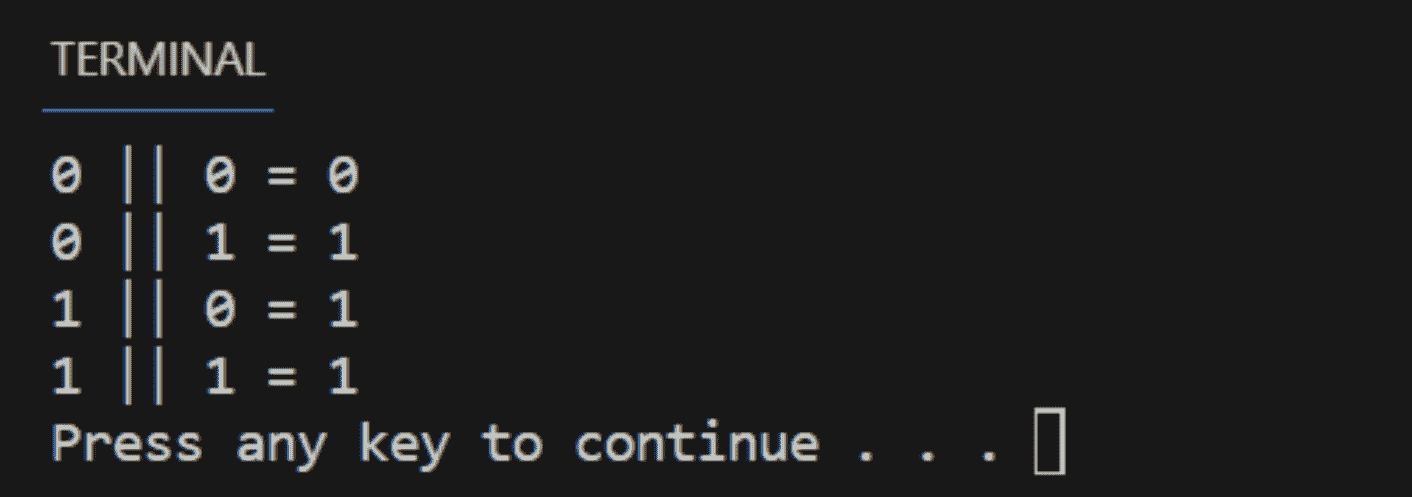 TERMINAL
0 || 0 = 0
0 || 1 = 1
1 || 0 = 1
1 || 1 = 1
Press any key to continue . . .